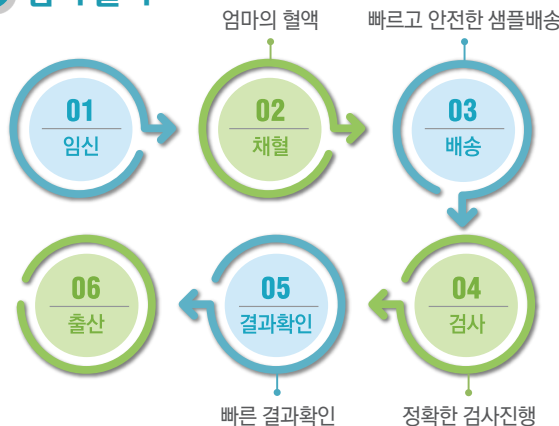 엄마의 혈액
빠르고 안전한 샘플배송
01
임신
02
채혈
03
배송
06
출산
05
결과확인
04
검사
빠른 결과확인
정확한 검사진행